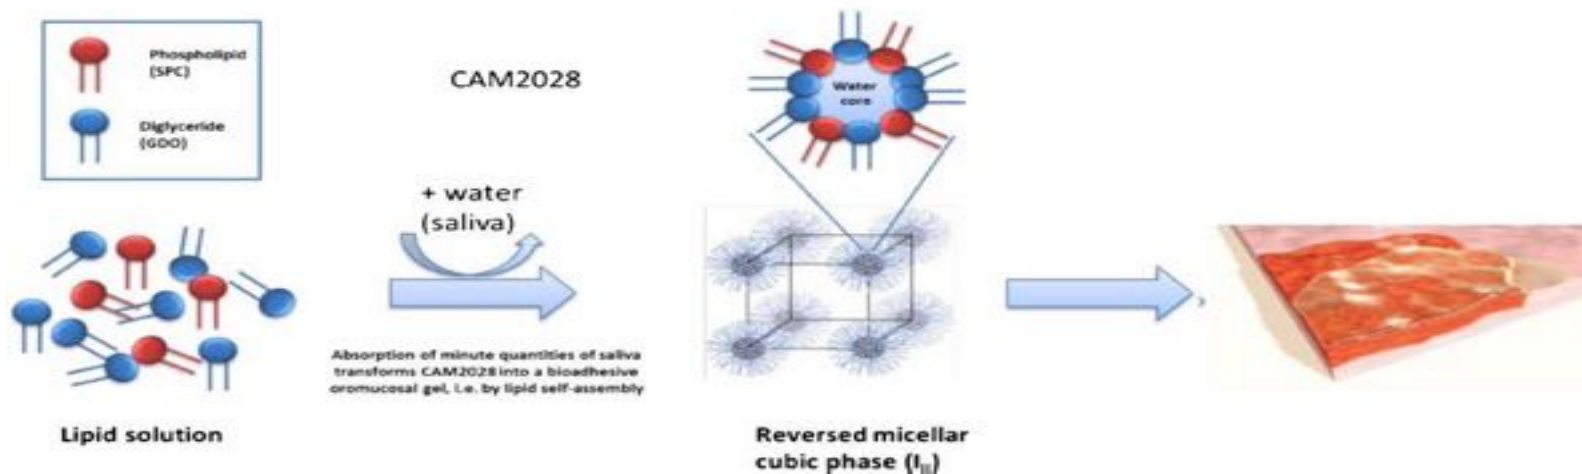 Phospholipid
(SPC)
Diglyceride
(GDO)
CAM2028
Water
core
+ water
(saliva)
Absorption of minute quantities of saliva
transforms CAM2028 into a bioadhesive
oromucosal gel, i.e. by lipid self-assembly
Lipid solution
Reversed micellar
cubic phase (III)